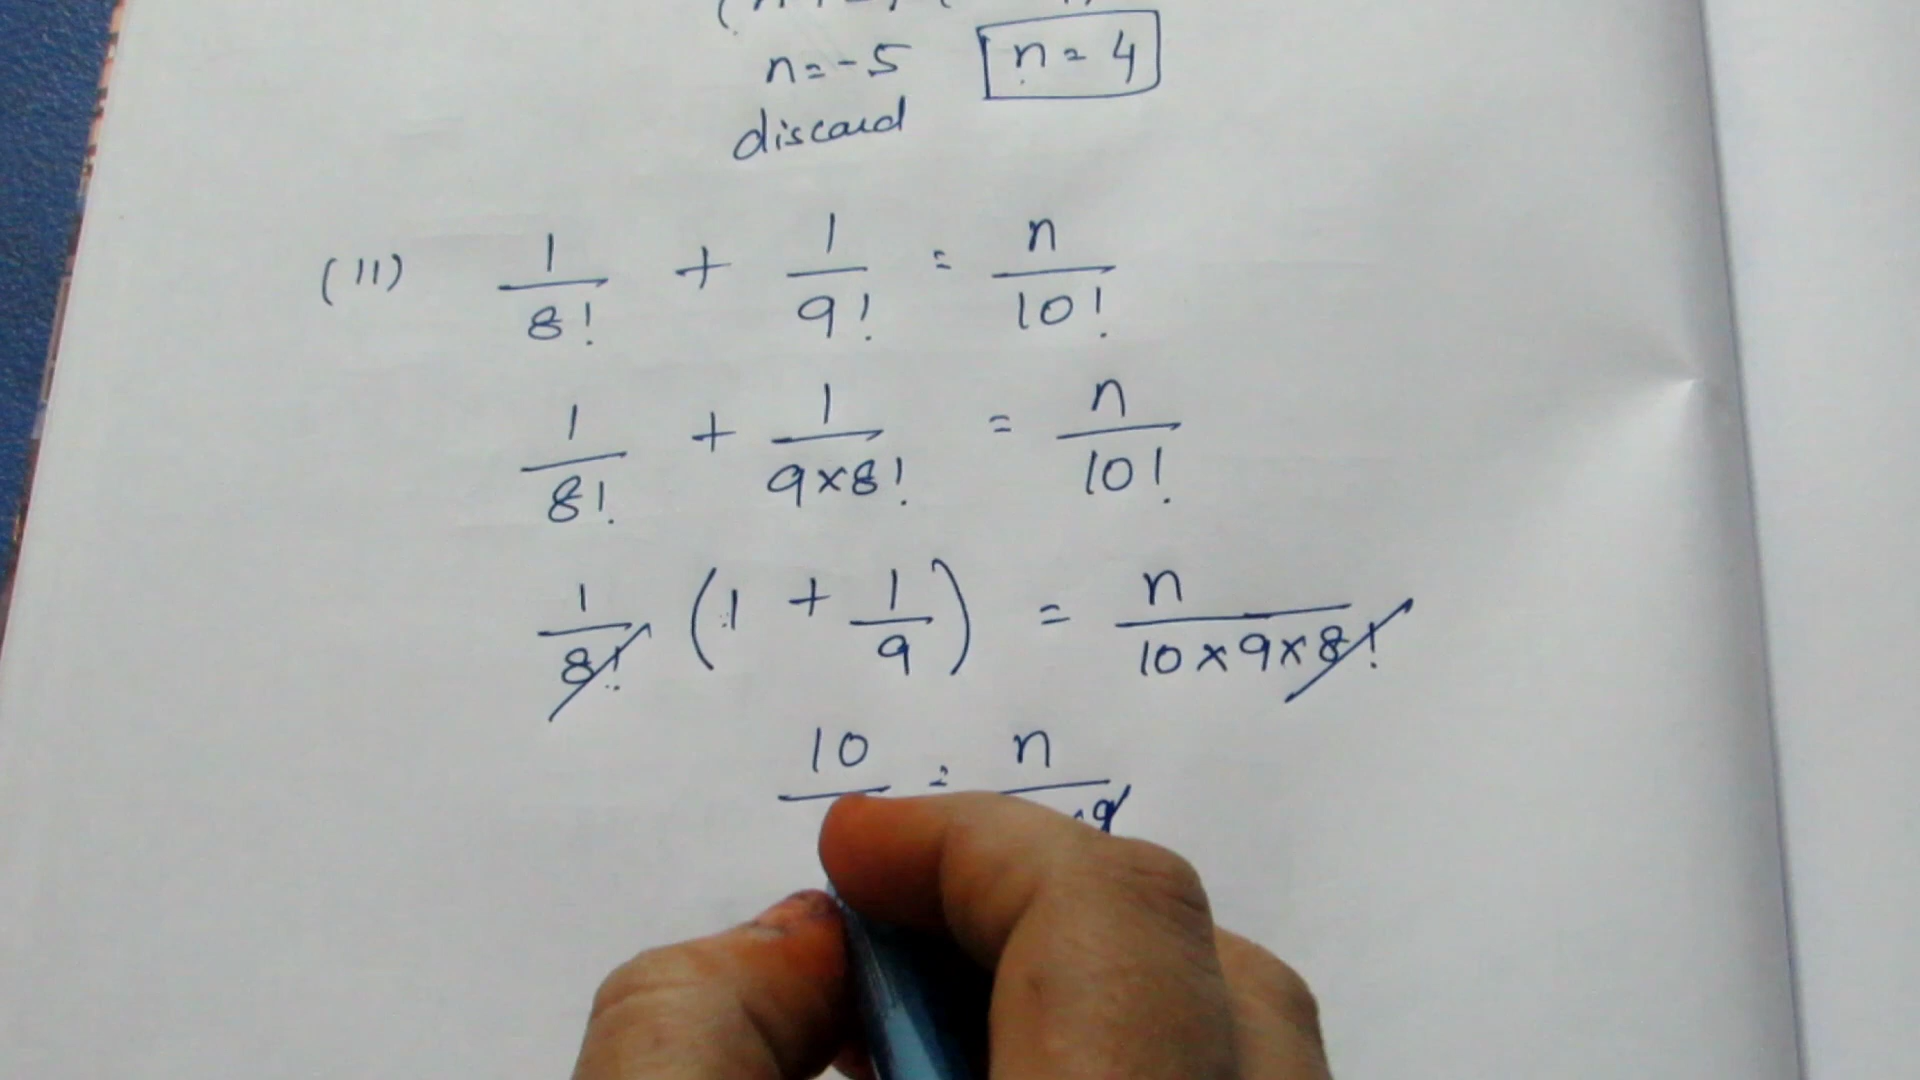 n = -5 n = 4
discard
(11) 1/8! + 1/9! = n/10!
1/8! + 1/9×8! = n/10!
1/8! (1 + 1/9) = n/10×9×8!
10 = n
9